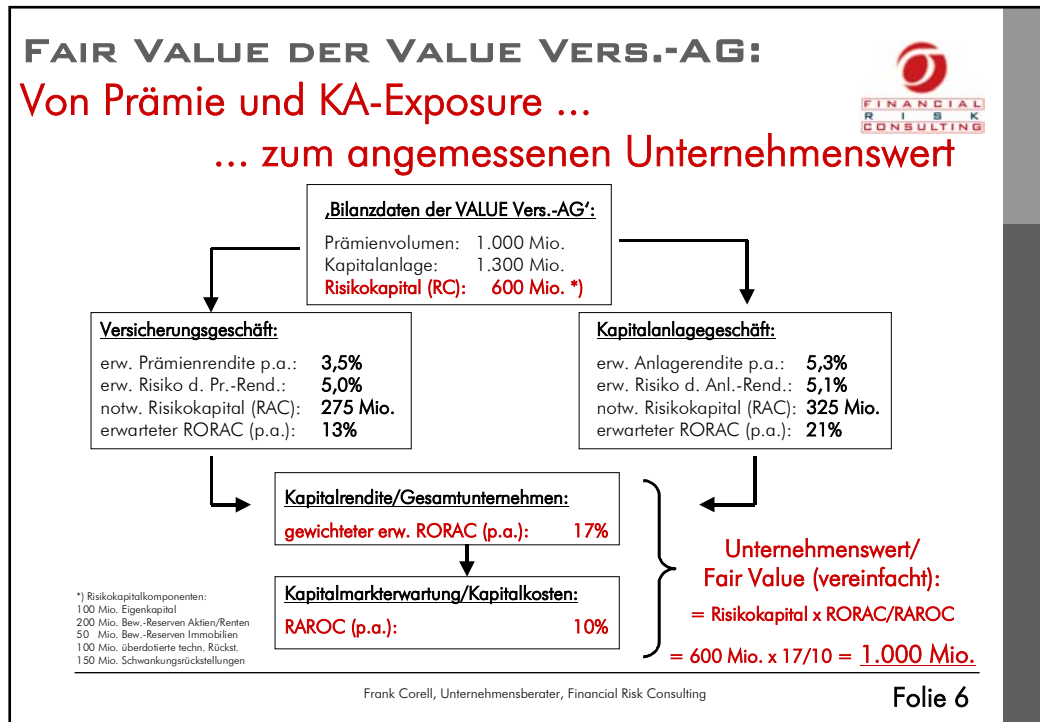 FAIR VALUE DER VALUE VERS.-AG:
Von Prämie und KA-Exposure ...
... zum angemessenen Unternehmenswert
FINANCIAL
RISK
CONSULTING
‚Bilanzdaten der VALUE Vers.-AG‘:
Prämienvolumen: 1.000 Mio.
Kapitalanlage: 1.300 Mio.
Risikokapital (RC): 600 Mio. *)
Versicherungsgeschäft:
erw. Prämienrendite p.a.: 3,5%
erw. Risiko d. Pr.-Rend.: 5,0%
notw. Risikokapital (RAC): 275 Mio.
erwarteter RORAC (p.a.): 13%
Kapitalanlagegeschäft:
erw. Anlagerendite p.a.: 5,3%
erw. Risiko d. Anl.-Rend.: 5,1%
notw. Risikokapital (RAC): 325 Mio.
erwarteter RORAC (p.a.): 21%
Kapitalrendite/Gesamtunternehmen:
gewichteter erw. RORAC (p.a.): 17%
Kapitalmarkterwartung/Kapitalkosten:
RAROC (p.a.): 10%
Unternehmenswert/
Fair Value (vereinfacht):
= Risikokapital x RORAC/RAROC
= 600 Mio. x 17/10 = 1.000 Mio.
*) Risikokapitalkomponenten:
100 Mio. Eigenkapital
200 Mio. Bew.-Reserven Aktien/Renten
50 Mio. Bew.-Reserven Immobilien
100 Mio. überdotierte techn. Rückst.
150 Mio. Schwankungsrückstellungen
Frank Corell, Unternehmensberater, Financial Risk Consulting
Folie 6